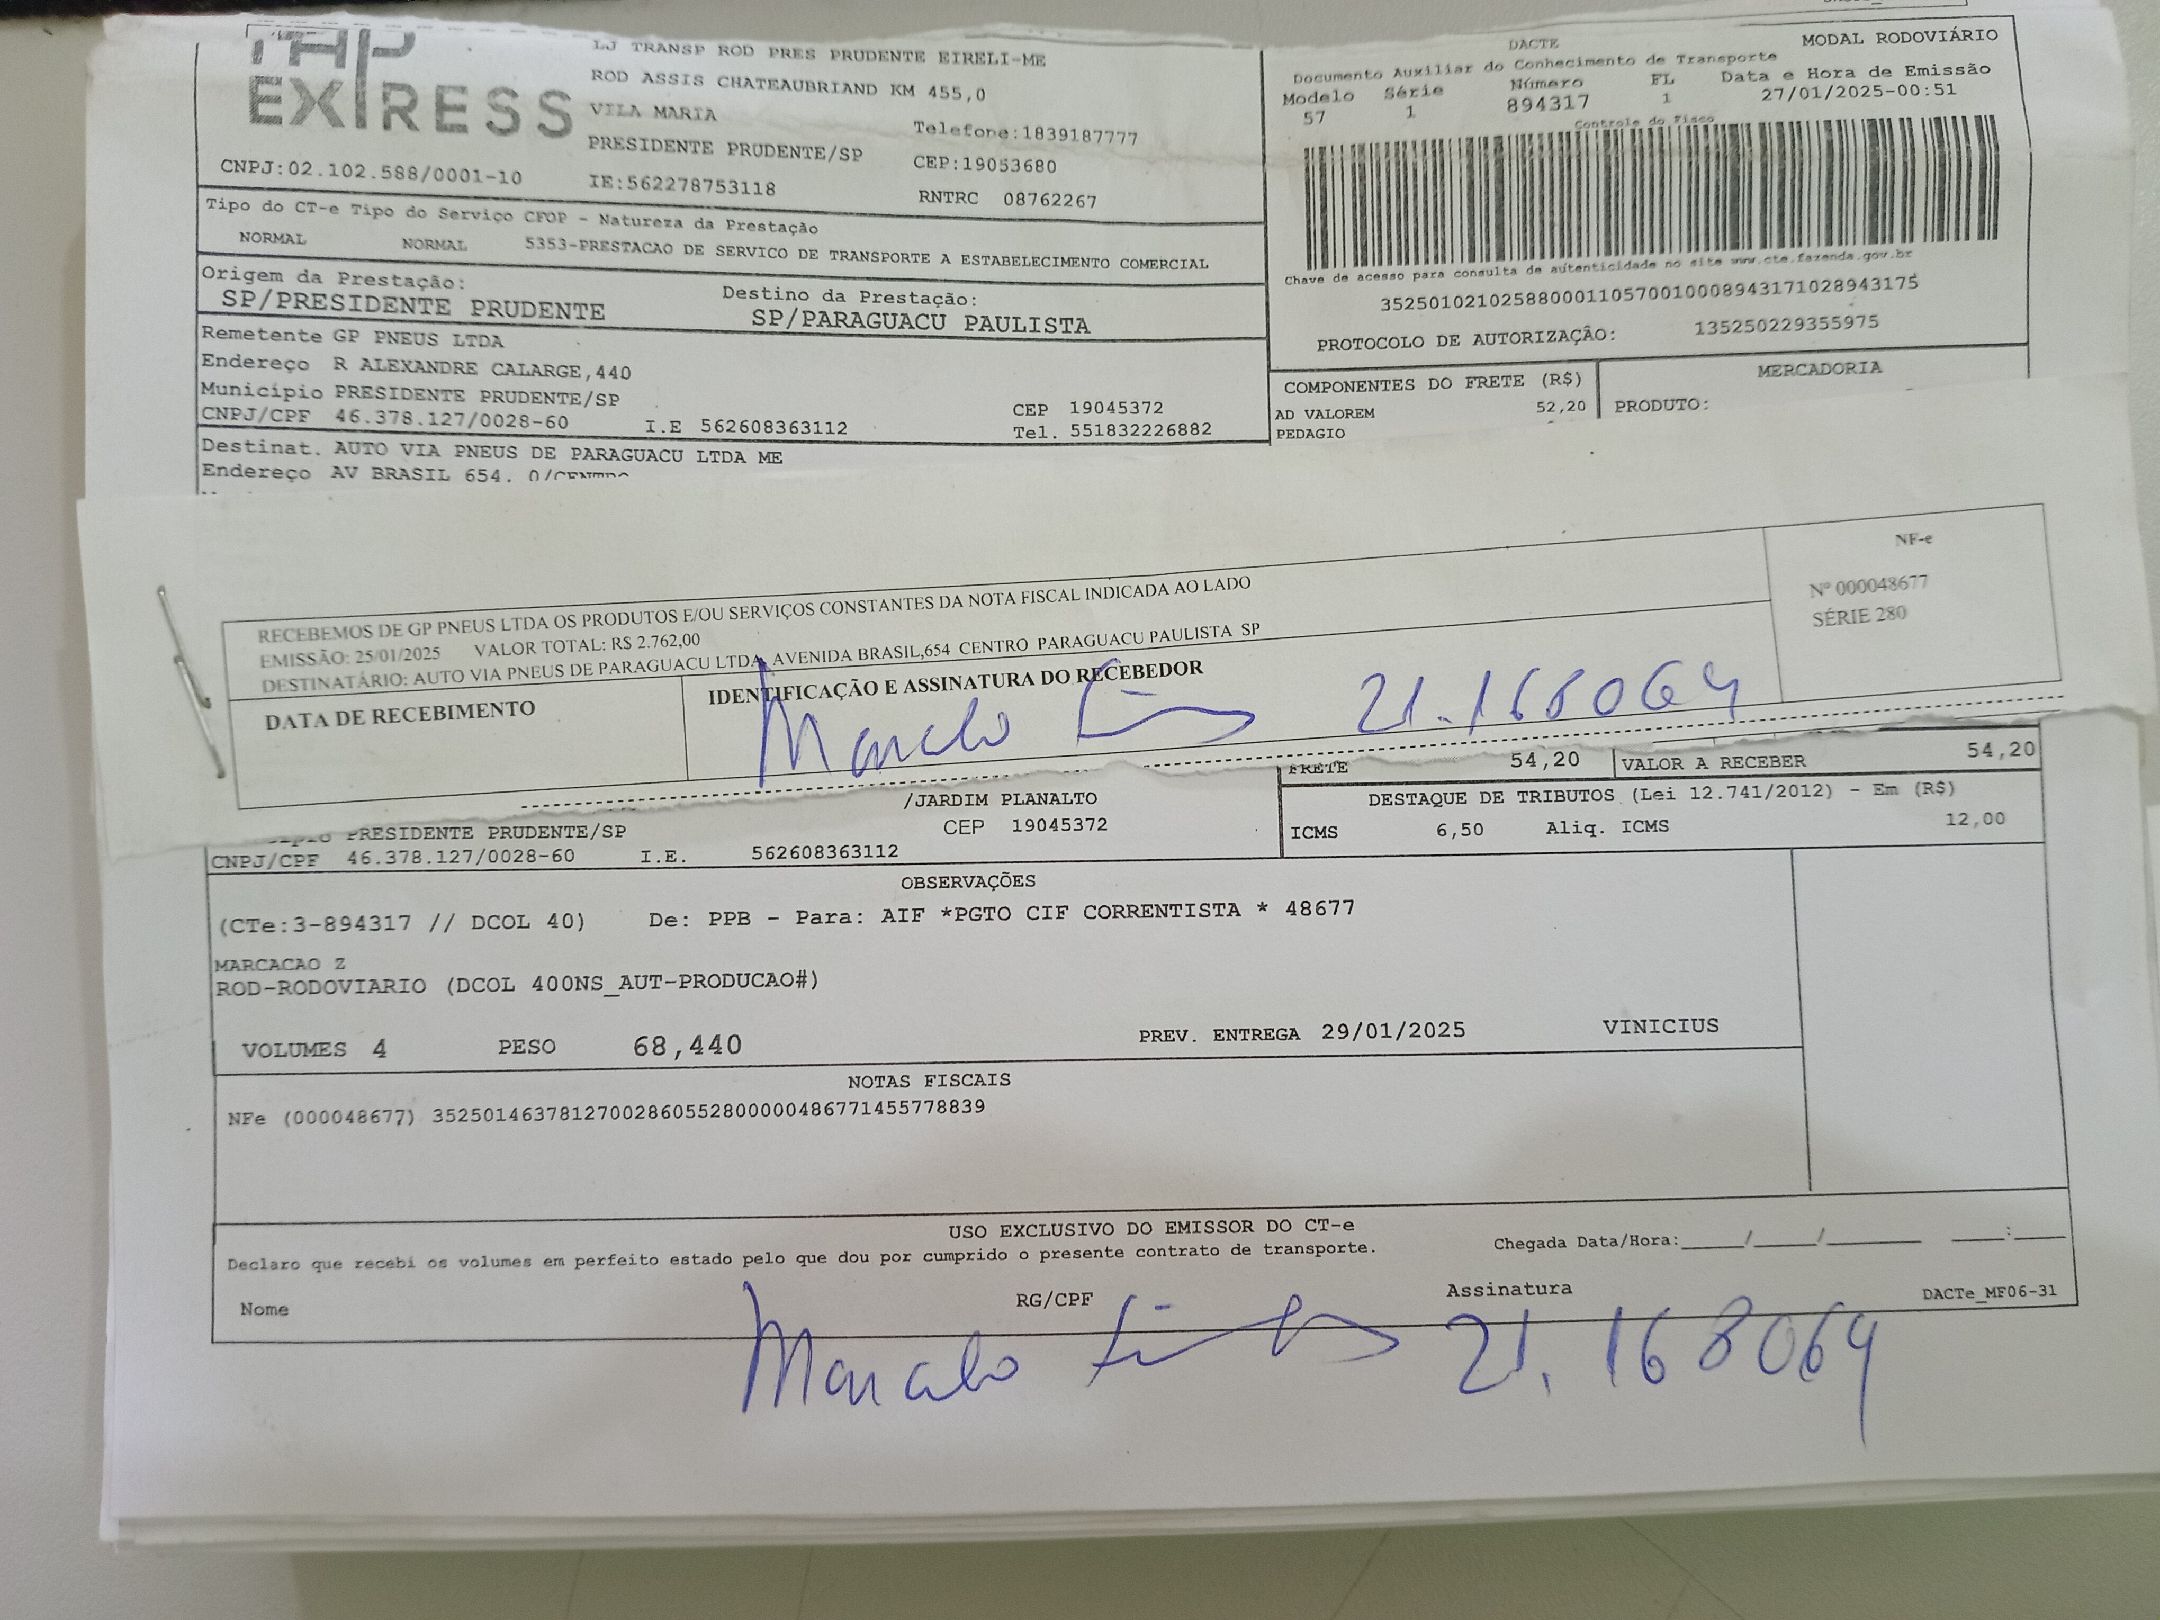 EXPRESS
LJ TRANSP ROD PRES PRUDENTE EIRELI-ME
ROD ASSIS CHATEAUBRIAND KM 455,0
VILA MARIA
Telefone:1839187777
PRESIDENTE PRUDENTE/SP
CEP:19053680
CNPJ:02.102.588/0001-10
IE:562278753118
RNTRC 08762267
DACTE
MODAL RODOVIÁRIO
Documento Auxiliar do Conhecimento de Transporte
Modelo Série Número FL Data e Hora de Emissão
57 1 894317 1 27/01/2025-00:51
Controle do Fisco
Chave de acesso para consulta de autenticidade no site www.cte.fazenda.gov.br
35250102102588000110570010008943171028943175
PROTOCOLO DE AUTORIZAÇÃO: 135250229355975
Tipo do CT-e Tipo do Serviço CFOP - Natureza da Prestação
NORMAL NORMAL 5353-PRESTACAO DE SERVICO DE TRANSPORTE A ESTABELECIMENTO COMERCIAL
Origem da Prestação: Destino da Prestação:
SP/PRESIDENTE PRUDENTE SP/PARAGUACU PAULISTA
Remetente GP PNEUS LTDA
Endereço R ALEXANDRE CALARGE,440
Município PRESIDENTE PRUDENTE/SP CEP 19045372
CNPJ/CPF 46.378.127/0028-60 I.E 562608363112 Tel. 551832226882
COMPONENTES DO FRETE (R$) MERCADORIA
AD VALOREM 52,20 PRODUTO:
PEDAGIO
Destinat. AUTO VIA PNEUS DE PARAGUACU LTDA ME
Endereço AV BRASIL 654, 0/CENTRO
RECEBEMOS DE GP PNEUS LTDA OS PRODUTOS E/OU SERVIÇOS CONSTANTES DA NOTA FISCAL INDICADA AO LADO
EMISSÃO: 25/01/2025 VALOR TOTAL: R$ 2.762,00
DESTINATÁRIO: AUTO VIA PNEUS DE PARAGUACU LTDA, AVENIDA BRASIL,654 CENTRO PARAGUACU PAULISTA SP
NF-e
Nº 000048677
SÉRIE 280
DATA DE RECEBIMENTO
IDENTIFICAÇÃO E ASSINATURA DO RECEBEDOR
21.168064
FRETE 54,20 VALOR A RECEBER 54,20
/JARDIM PLANALTO
DESTAQUE DE TRIBUTOS (Lei 12.741/2012) - Em (R$)
PRESIDENTE PRUDENTE/SP CEP 19045372
ICMS 6,50 Aliq. ICMS 12,00
CNPJ/CPF 46.378.127/0028-60 I.E. 562608363112
OBSERVAÇÕES
(CTe:3-894317 // DCOL 40) De: PPB - Para: AIF *PGTO CIF CORRENTISTA * 48677
MARCACAO Z
ROD-RODOVIARIO (DCOL 400NS_AUT-PRODUCAO#)
VOLUMES 4 PESO 68,440 PREV. ENTREGA 29/01/2025 VINICIUS
NOTAS FISCAIS
NFe (000048677) 35250146378127002860552800000486771455778839
USO EXCLUSIVO DO EMISSOR DO CT-e
Declaro que recebi os volumes em perfeito estado pelo que dou por cumprido o presente contrato de transporte. Chegada Data/Hora:_____/_____/________ _____:_____
Nome RG/CPF Assinatura DACTe_MF06-31
21.168064